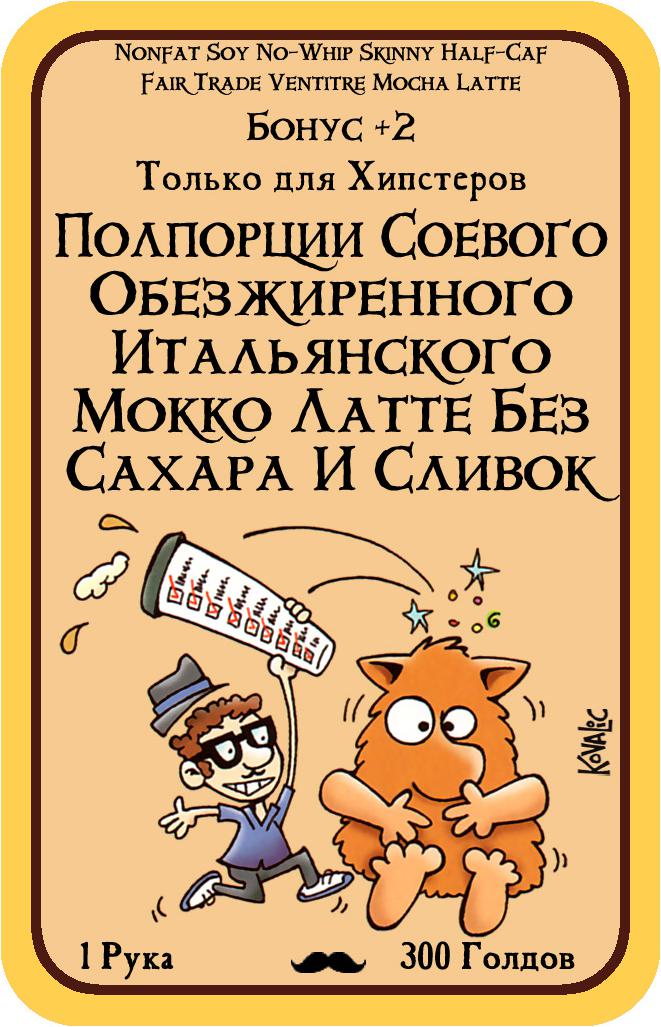 Nonfat Soy No-Whip Skinny Half-Caf
Fair Trade Ventitre Mocha Latte
Бонус +2
Только для Хипстеров
Полпорции Соевого
Обезжиренного
Итальянского
Мокко Латте Без
Сахара И Сливок
Kovalic
1 Рука
300 Голдов